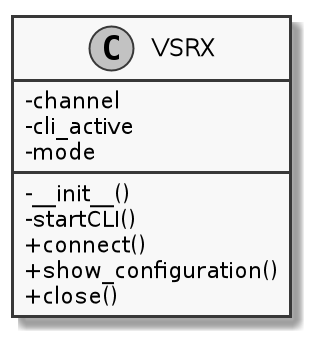 C VSRX
-channel
-cli_active
-mode
-__init__()
-startCLI()
+connect()
+show_configuration()
+close()